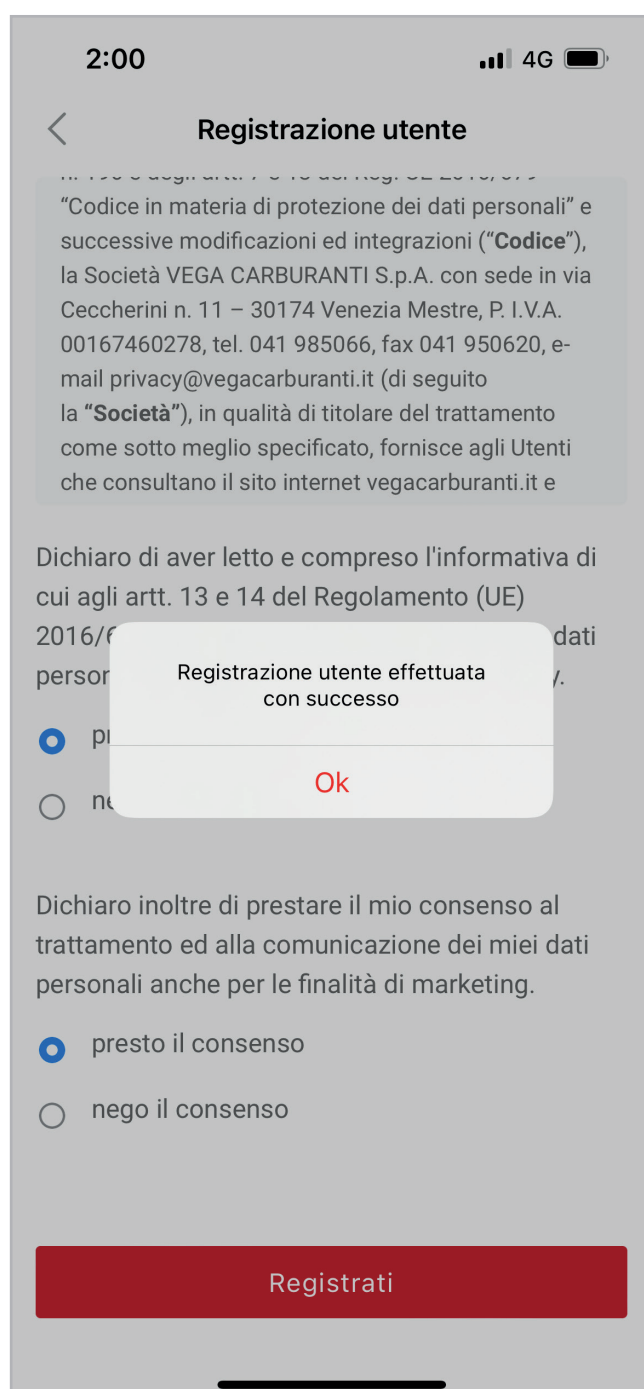 2:00
4G
Registrazione utente
"Codice in materia di protezione dei dati personali" e
successive modificazioni ed integrazioni ("Codice"),
la Società VEGA CARBURANTI S.p.A. con sede in via
Ceccherini n. 11 – 30174 Venezia Mestre, P. I.V.A.
00167460278, tel. 041 985066, fax 041 950620, e-
mail privacy@vegacarburanti.it (di seguito
la "Società"), in qualità di titolare del trattamento
come sotto meglio specificato, fornisce agli Utenti
che consultano il sito internet vegacarburanti.it e
Dichiaro di aver letto e compreso l'informativa di
cui agli artt. 13 e 14 del Regolamento (UE)
2016/6 dati
person y.
Registrazione utente effettuata
con successo
Ok
Dichiaro inoltre di prestare il mio consenso al
trattamento ed alla comunicazione dei miei dati
personali anche per le finalità di marketing.
presto il consenso
nego il consenso
Registrati